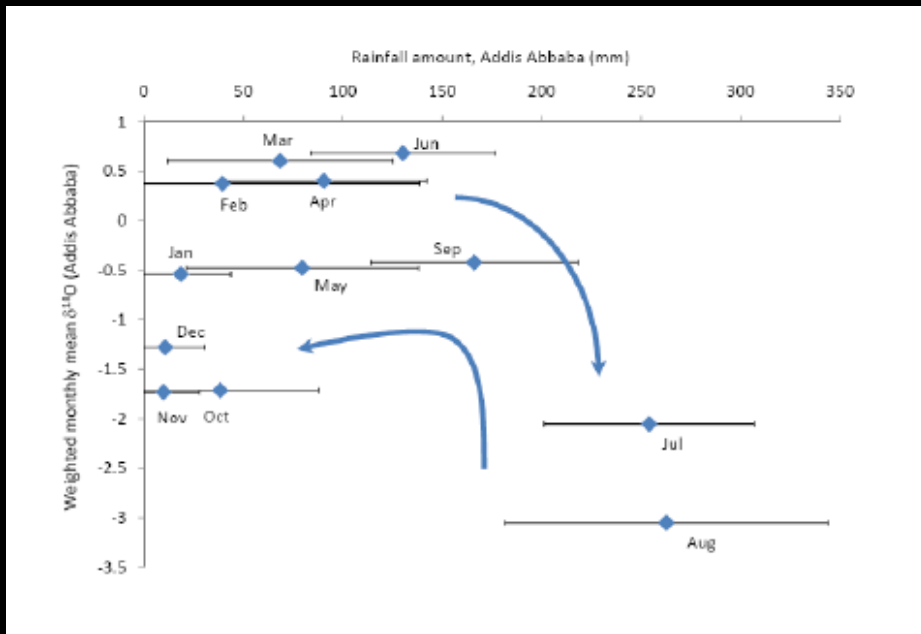 Rainfall amount, Addis Abbaba (mm)
0 50 100 150 200 250 300 350
Weighted monthly mean δ¹⁸O (Addis Abbaba)
1
0.5
0
-0.5
-1
-1.5
-2
-2.5
-3
-3.5
Mar
Jun
Feb
Apr
Jan
Sep
May
Dec
Nov
Oct
Jul
Aug